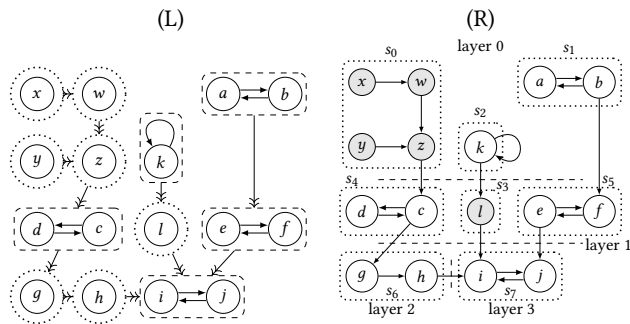 (L) (R)
s0 layer 0 s1
x w a b x w a b
s2
k k
y z y z
s4 s3 s5
d c l e f d c l e f
layer 1
g h i j g h i j
s6 s7
layer 2 layer 3